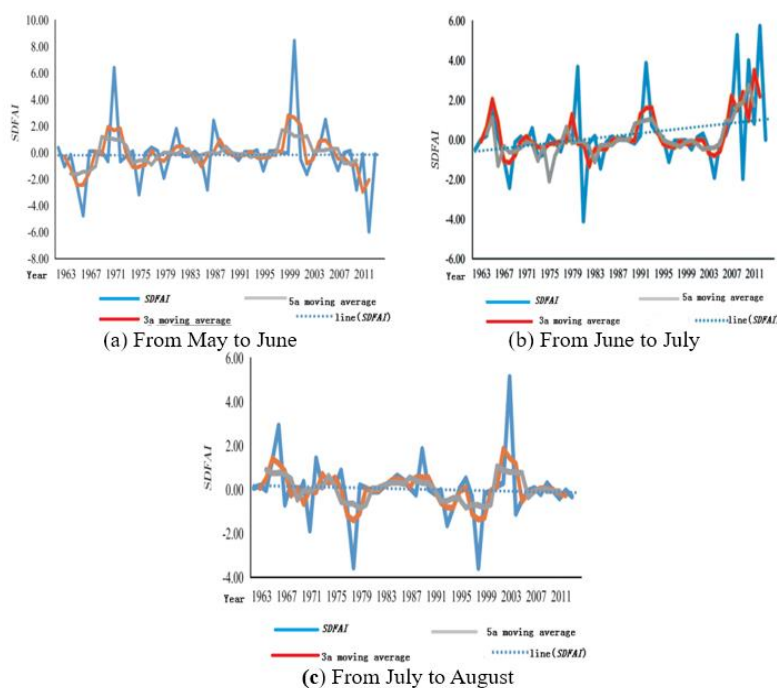 10.00
8.00
6.00
4.00
2.00
0.00
-2.00
-4.00
-6.00
-8.00
SDFAI
Year 1963 1967 1971 1975 1979 1983 1987 1991 1995 1999 2003 2007 2011
SDFAI
5a moving average
3a moving average
line(SDFAI)
(a) From May to June
6.00
4.00
2.00
0.00
-2.00
-4.00
-6.00
SDFAI
Year 1963 1967 1971 1975 1979 1983 1987 1991 1995 1999 2003 2007 2011
SDFAI
5a moving average
3a moving average
line(SDFAI)
(b) From June to July
6.00
4.00
2.00
0.00
-2.00
-4.00
SDFAI
Year 1963 1967 1971 1975 1979 1983 1987 1991 1995 1999 2003 2007 2011
SDFAI
5a moving average
3a moving average
line(SDFAI)
(c) From July to August